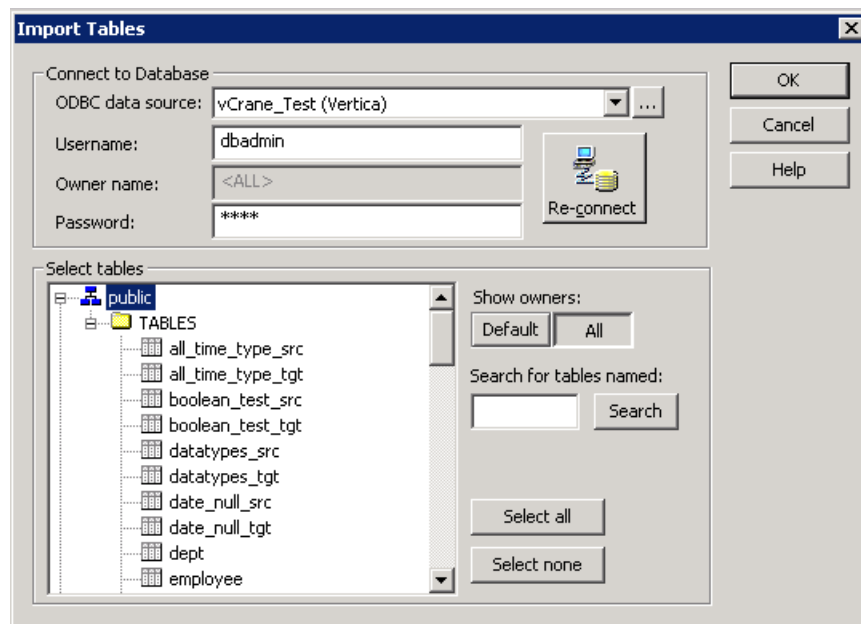 Import Tables
Connect to Database
ODBC data source: vCrane_Test (Vertica) ...
Username: dbadmin
Owner name: <ALL>
Password: ****
Re-connect
OK
Cancel
Help
Select tables
public
TABLES
all_time_type_src
all_time_type_tgt
boolean_test_src
boolean_test_tgt
datatypes_src
datatypes_tgt
date_null_src
date_null_tgt
dept
employee
Show owners:
Default All
Search for tables named:
Search
Select all
Select none